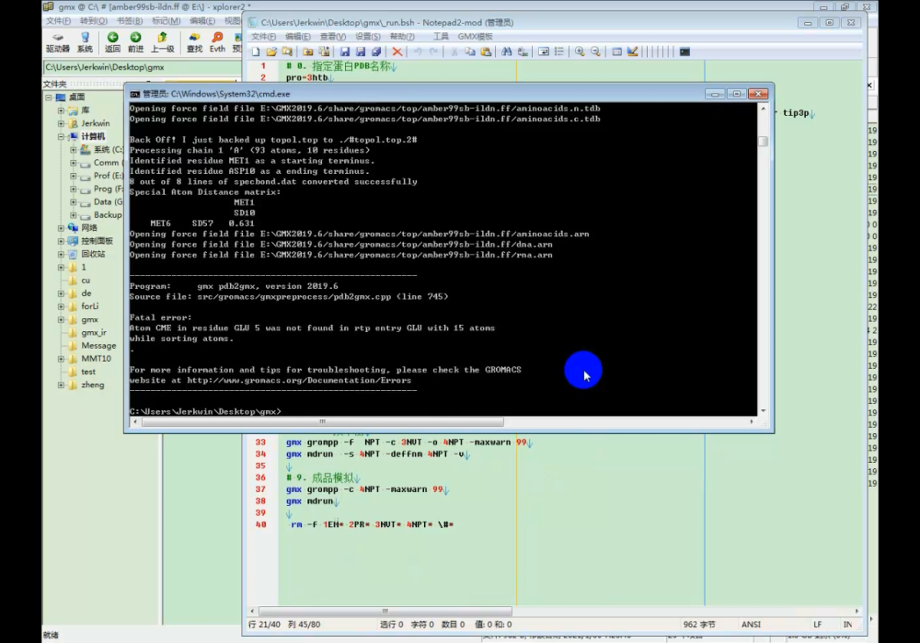 gmx @ C:\ # [amber99sb-ildn.ff @ E:\] - xplorer2
C:\Users\Jerkwin\Desktop\gmx\_run.bsh - Notepad2-mod (管理员)
文件(F) 转到(O) 书签(B) 标记(M) 编辑(E) 视图
文件(F) 编辑(E) 查看(V) 设置(S) 帮助(?) 工具 GMX模板
驱动器 系统 返回 前进 上一级 查找 Evth 预
C:\Users\Jerkwin\Desktop\gmx
文件夹
桌面
库
Jerkwin
计算机
系统 (C:
Comm (
Prof (E:
Prog (F:
Data (G
Backup
网络
控制面板
回收站
1
cu
de
forLi
gmx
gmx_ir
Message
MMT10
test
zheng
就绪
1 # 0. 指定蛋白PDB名称
2 pro=3htb
tip3p
管理员: C:\Windows\System32\cmd.exe
Opening force field file E:\GMX2019.6/share/gromacs/top/amber99sb-ildn.ff/aminoacids.n.tdb
Opening force field file E:\GMX2019.6/share/gromacs/top/amber99sb-ildn.ff/aminoacids.c.tdb
Back Off! I just backed up topol.top to ./#topol.top.2#
Processing chain 1 'A' (93 atoms, 10 residues)
Identified residue MET1 as a starting terminus.
Identified residue ASP10 as a ending terminus.
8 out of 8 lines of specbond.dat converted successfully
Special Atom Distance matrix:
MET1
SD10
MET6 SD57 0.631
Opening force field file E:\GMX2019.6/share/gromacs/top/amber99sb-ildn.ff/aminoacids.arn
Opening force field file E:\GMX2019.6/share/gromacs/top/amber99sb-ildn.ff/dna.arn
Opening force field file E:\GMX2019.6/share/gromacs/top/amber99sb-ildn.ff/rna.arn
-------------------------------------------------------
Program: gmx pdb2gmx, version 2019.6
Source file: src/gromacs/gmxpreprocess/pdb2gmx.cpp (line 745)
Fatal error:
Atom CME in residue GLU 5 was not found in rtp entry GLU with 15 atoms
while sorting atoms.
.
For more information and tips for troubleshooting, please check the GROMACS
website at http://www.gromacs.org/Documentation/Errors
-------------------------------------------------------
C:\Users\Jerkwin\Desktop\gmx>
33 gmx grompp -f NPT -c 3NVT -o 4NPT -maxwarn 99
34 gmx mdrun -s 4NPT -deffnm 4NPT -v
35
36 # 9. 成品模拟
37 gmx grompp -c 4NPT -maxwarn 99
38 gmx mdrun
39
40 rm -f 1EM* 2PR* 3NVT* 4NPT* \#*
行 21/40 列 45/80 选行 0 字符 0 数目 0 值: 0 和: 0 962 字节 ANSI LF IN